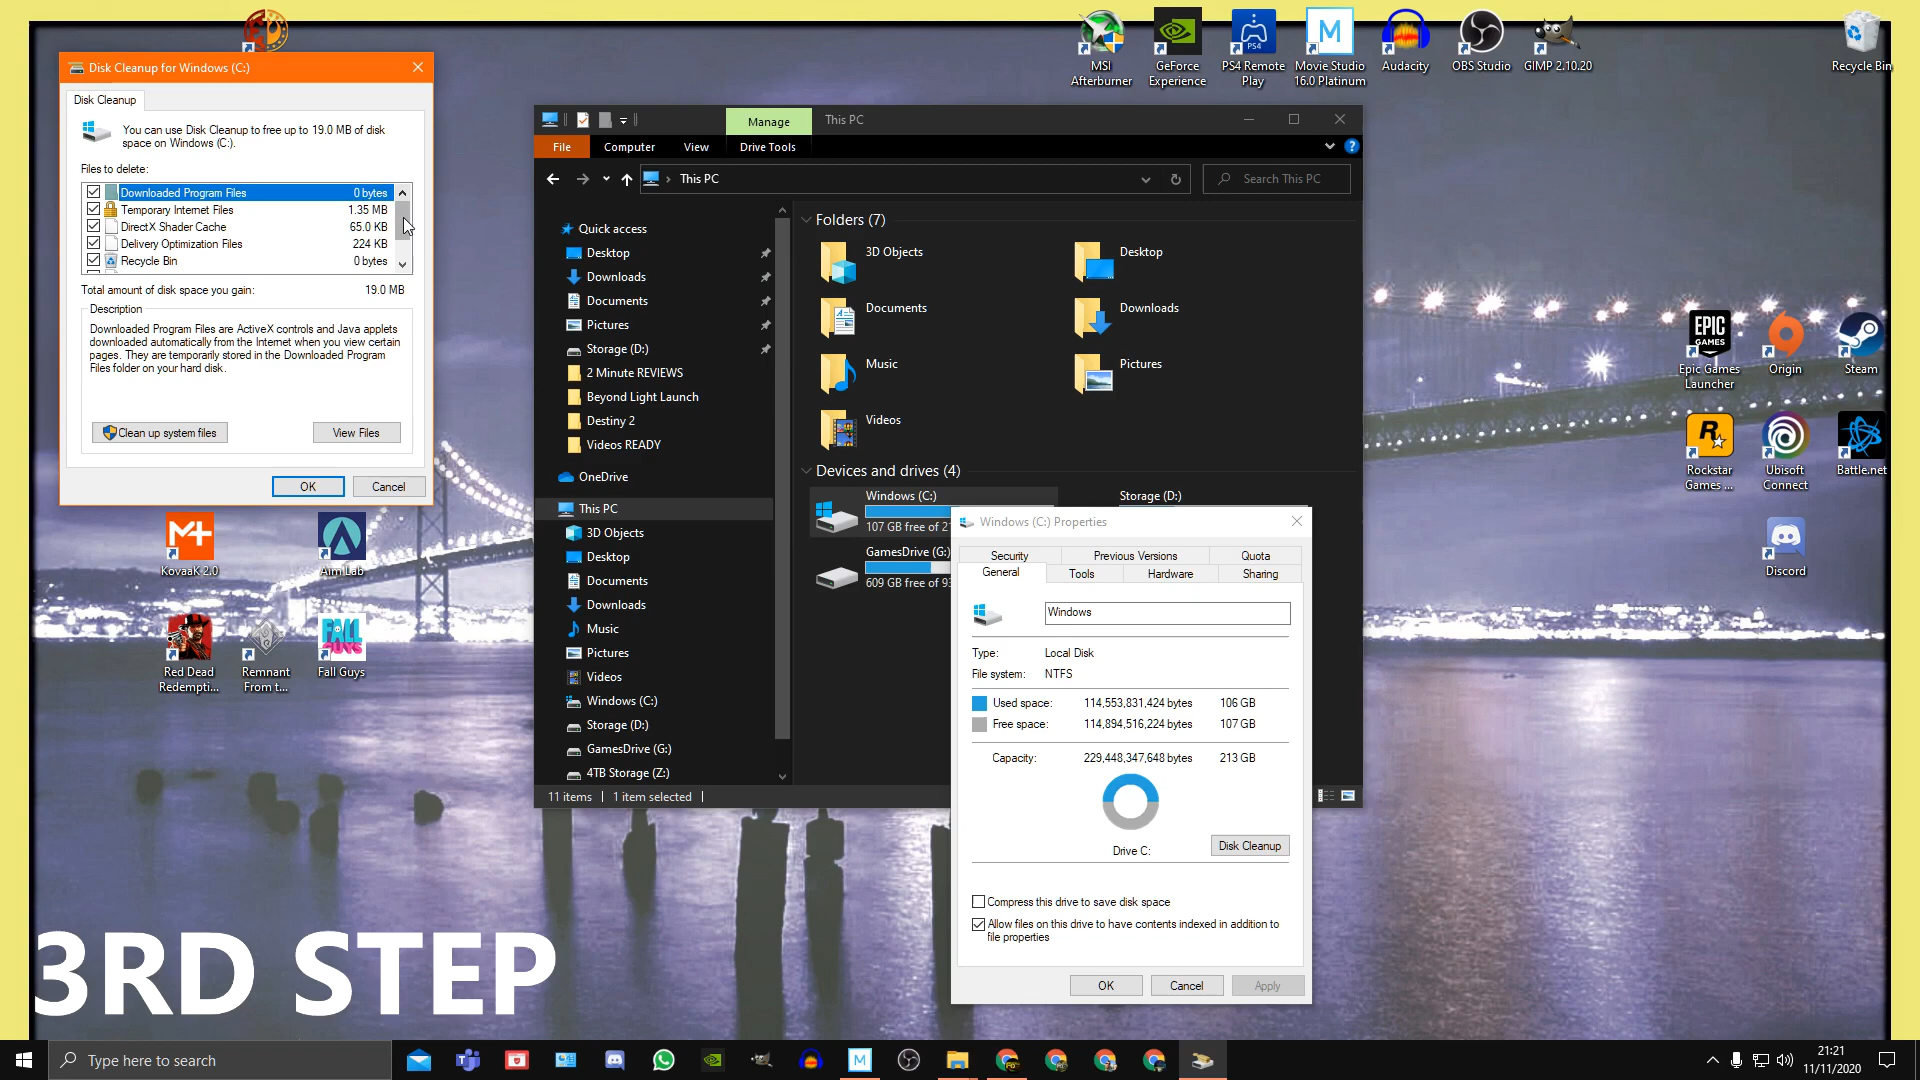 Disk Cleanup for Windows (C:)
Disk Cleanup
You can use Disk Cleanup to free up to 19.0 MB of disk
space on Windows (C:).
Files to delete:
Downloaded Program Files 0 bytes
Temporary Internet Files 1.35 MB
DirectX Shader Cache 65.0 KB
Delivery Optimization Files 224 KB
Recycle Bin 0 bytes
Total amount of disk space you gain: 19.0 MB
Description
Downloaded Program Files are ActiveX controls and Java applets
downloaded automatically from the Internet when you view certain
pages. They are temporarily stored in the Downloaded Program
Files folder on your hard disk.
Clean up system files
View Files
OK
Cancel
MSI
Afterburner
GeForce
Experience
PS4
PS4 Remote
Play
M
Movie Studio
16.0 Platinum
Audacity
OBS Studio
GIMP 2.10.20
Recycle Bin
Manage
This PC
File
Computer
View
Drive Tools
This PC
Search This PC
Quick access
Desktop
Downloads
Documents
Pictures
Storage (D:)
2 Minute REVIEWS
Beyond Light Launch
Destiny 2
Videos READY
OneDrive
This PC
3D Objects
Desktop
Documents
Downloads
Music
Pictures
Videos
Windows (C:)
Storage (D:)
GamesDrive (G:)
4TB Storage (Z:)
11 items
1 item selected
Folders (7)
3D Objects
Desktop
Documents
Downloads
Music
Pictures
Videos
Devices and drives (4)
Windows (C:)
107 GB free of 21
Storage (D:)
GamesDrive (G:)
609 GB free of 93
Windows (C:) Properties
Security
Previous Versions
Quota
General
Tools
Hardware
Sharing
Windows
Type: Local Disk
File system: NTFS
Used space: 114,553,831,424 bytes 106 GB
Free space: 114,894,516,224 bytes 107 GB
Capacity: 229,448,347,648 bytes 213 GB
Drive C:
Disk Cleanup
Compress this drive to save disk space
Allow files on this drive to have contents indexed in addition to
file properties
OK
Cancel
Apply
EPIC
GAMES
Epic Games
Launcher
Origin
Steam
R
Rockstar
Games ...
Ubisoft
Connect
Battle.net
Discord
M+
KovaaK 2.0
Aim Lab
Red Dead
Redempti...
Remnant
From t...
FALL
GUYS
Fall Guys
3RD STEP
Type here to search
M
21:21
11/11/2020